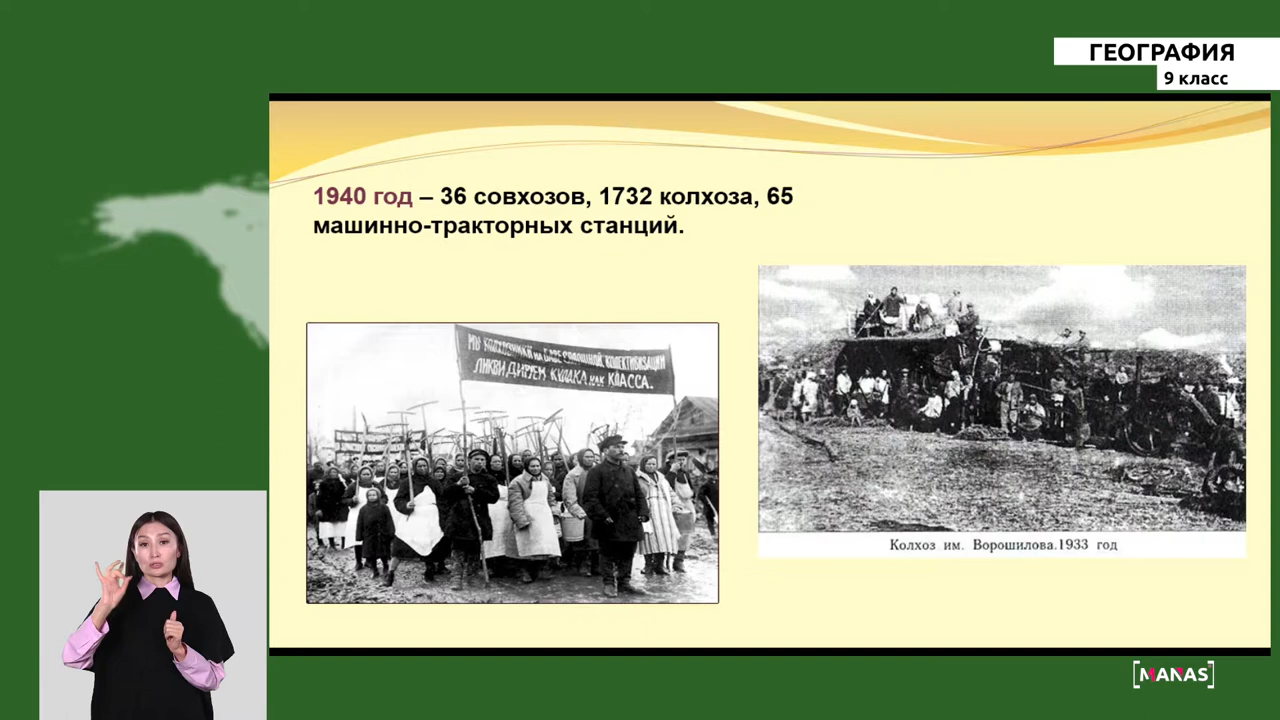 ГЕОГРАФИЯ
9 класс
1940 год – 36 совхозов, 1732 колхоза, 65
машинно-тракторных станций.
МЫ КОЛХОЗНИКИ НА БАЗЕ СПЛОШНОЙ КОЛЕКТИВИЗАЦИИ
ЛИКВИДИРУЕМ КУЛАКА КАК КЛАССА.
Колхоз им. Ворошилова.1933 год
[MANAS]